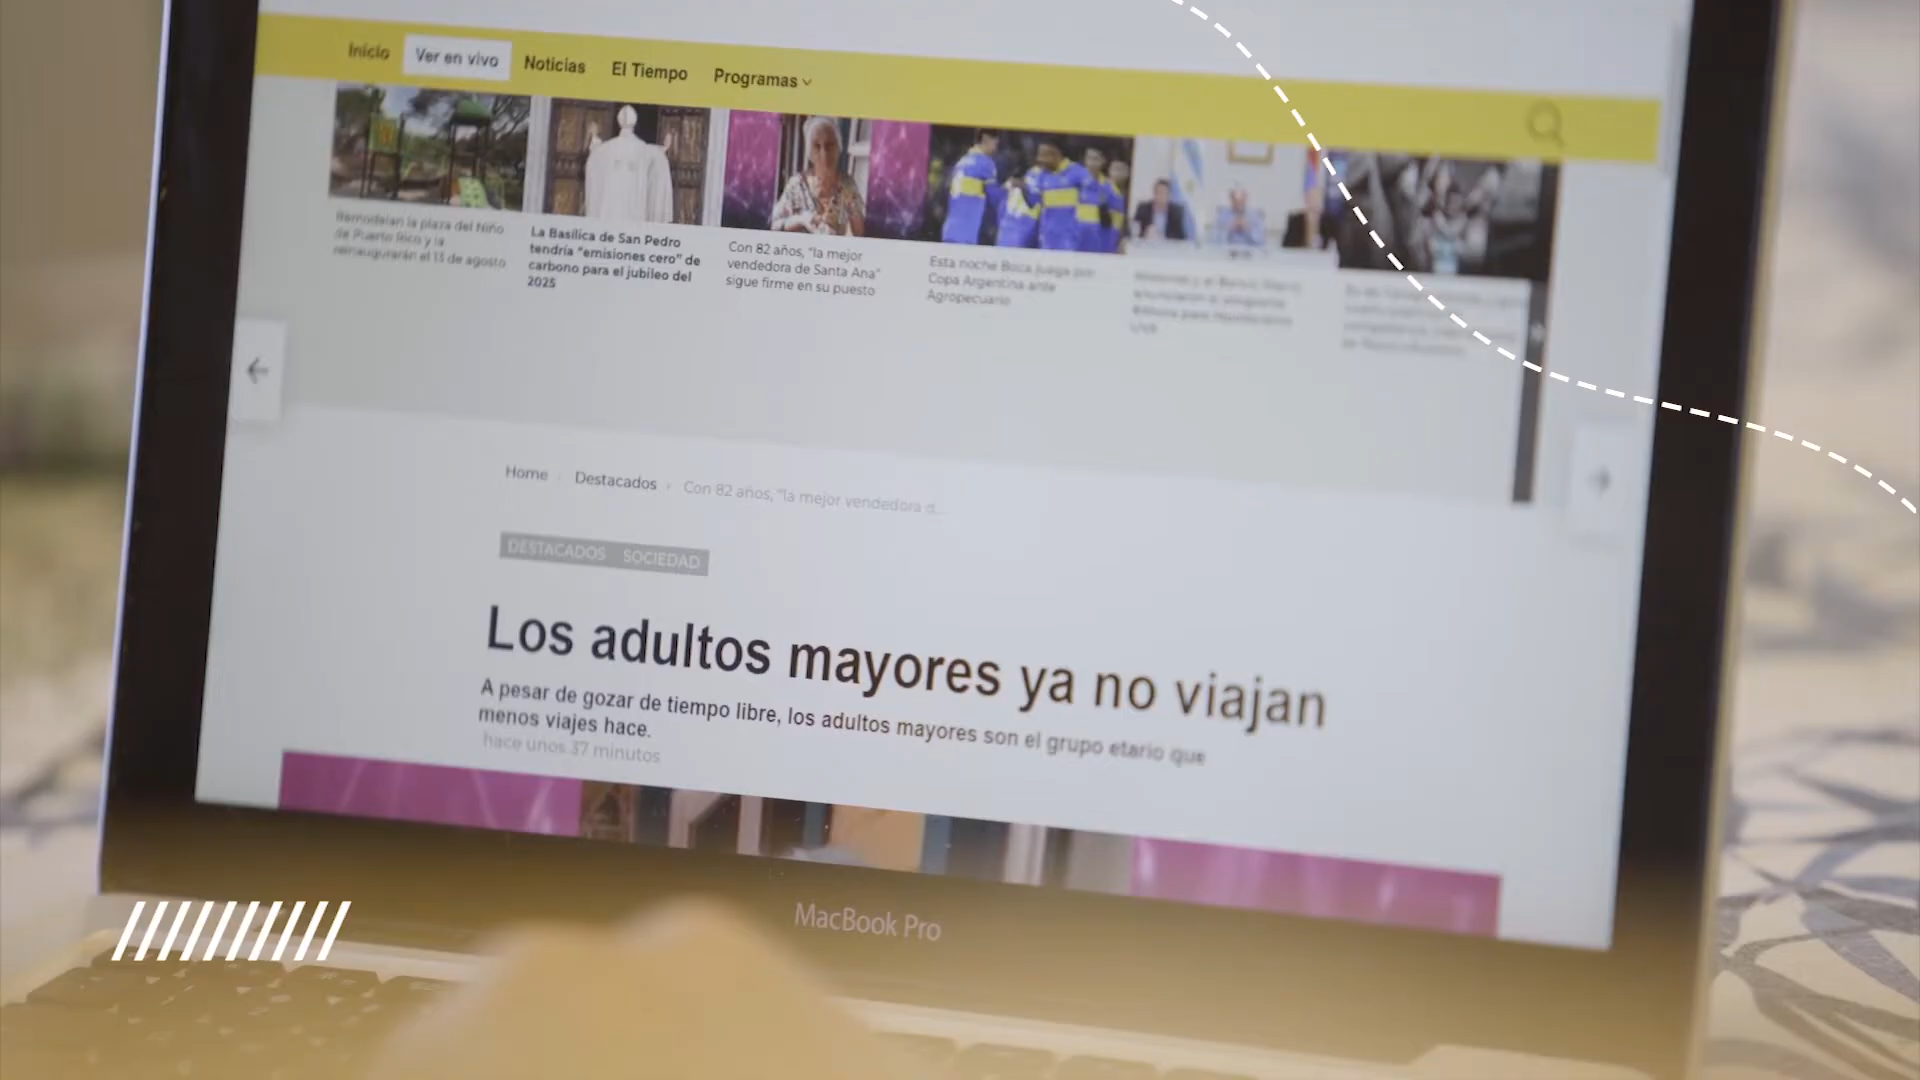 Inicio
Ver en vivo
Noticias
El Tiempo
Programas
Remodelan la plaza del Niño
de Puerto Rico y la
reinaugurarán el 13 de agosto
La Basílica de San Pedro
tendría "emisiones cero" de
carbono para el jubileo del
2025
Con 82 años, "la mejor
vendedora de Santa Ana"
sigue firme en su puesto
Esta noche Boca juega por
Copa Argentina ante
Agropecuario
Home
Destacados
Con 82 años, "la mejor vendedora d...
DESTACADOS SOCIEDAD
Los adultos mayores ya no viajan
A pesar de gozar de tiempo libre, los adultos mayores son el grupo etario que
menos viajes hace.
hace unos 37 minutos
MacBook Pro